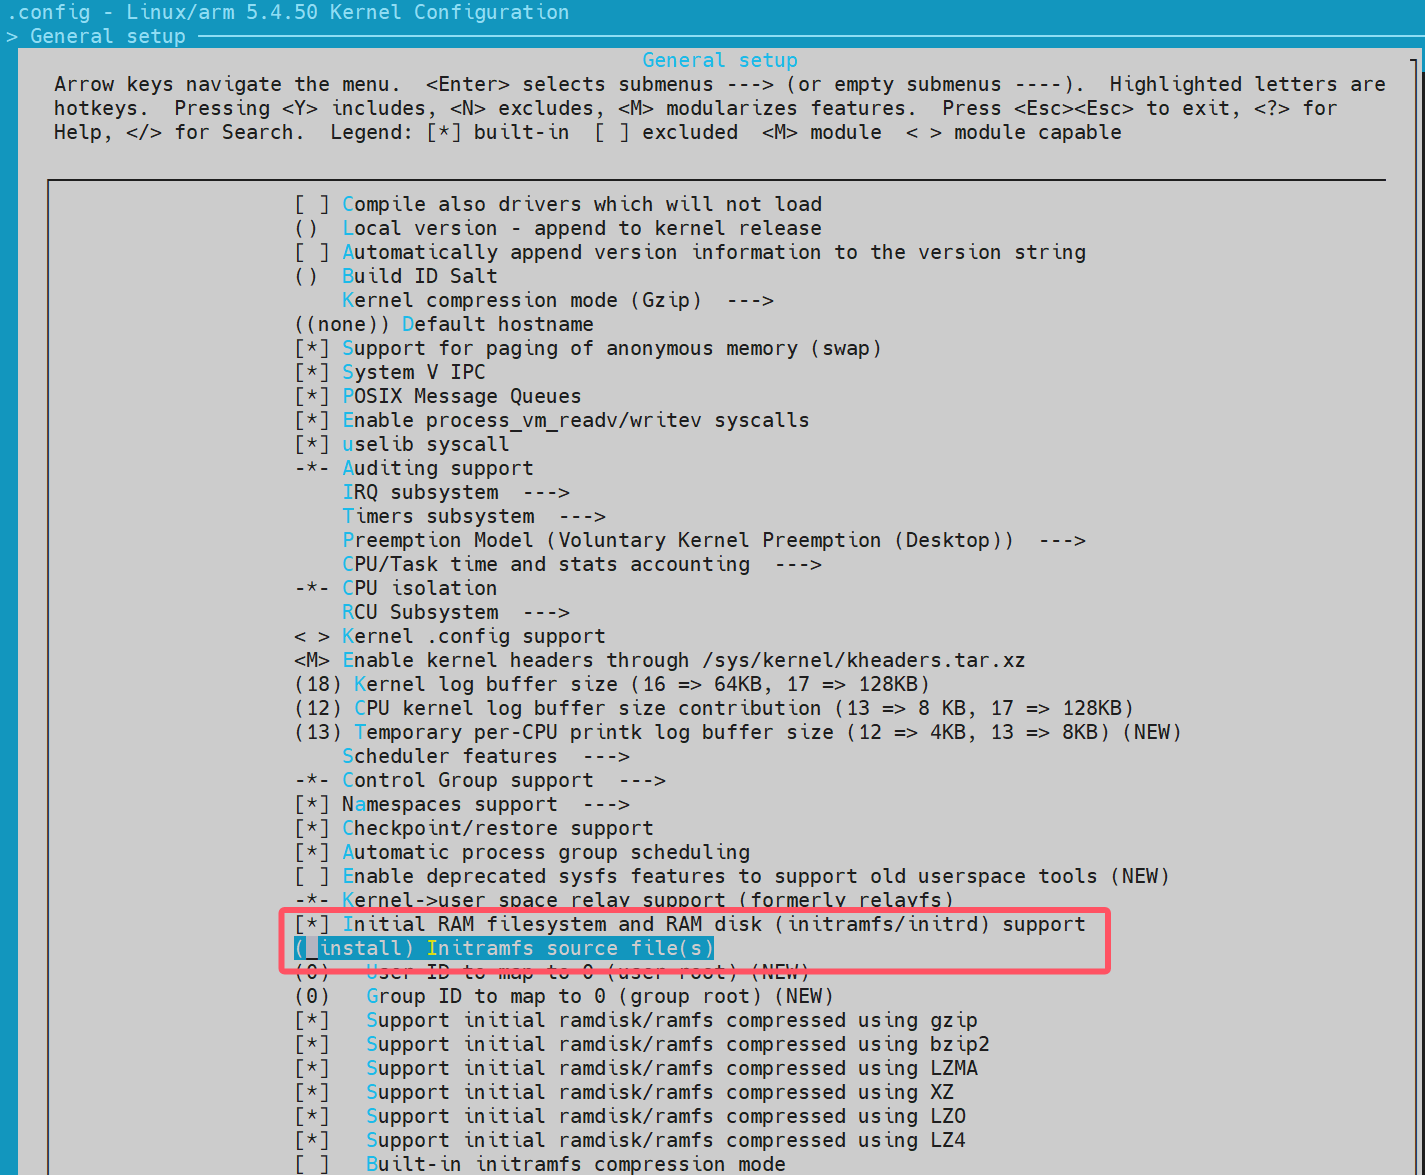 .config - Linux/arm 5.4.50 Kernel Configuration
> General setup
General setup
Arrow keys navigate the menu.  <Enter> selects submenus ---> (or empty submenus ----).  Highlighted letters are
hotkeys.  Pressing <Y> includes, <N> excludes, <M> modularizes features.  Press <Esc><Esc> to exit, <?> for
Help, </> for Search.  Legend: [*] built-in  [ ] excluded  <M> module  < > module capable
[ ] Compile also drivers which will not load
()  Local version - append to kernel release
[ ] Automatically append version information to the version string
()  Build ID Salt
    Kernel compression mode (Gzip)  --->
((none)) Default hostname
[*] Support for paging of anonymous memory (swap)
[*] System V IPC
[*] POSIX Message Queues
[*] Enable process_vm_readv/writev syscalls
[*] uselib syscall
-*- Auditing support
    IRQ subsystem  --->
    Timers subsystem  --->
    Preemption Model (Voluntary Kernel Preemption (Desktop))  --->
    CPU/Task time and stats accounting  --->
-*- CPU isolation
    RCU Subsystem  --->
< > Kernel .config support
<M> Enable kernel headers through /sys/kernel/kheaders.tar.xz
(18) Kernel log buffer size (16 => 64KB, 17 => 128KB)
(12) CPU kernel log buffer size contribution (13 => 8 KB, 17 => 128KB)
(13) Temporary per-CPU printk log buffer size (12 => 4KB, 13 => 8KB) (NEW)
    Scheduler features  --->
-*- Control Group support  --->
[*] Namespaces support  --->
[*] Checkpoint/restore support
[*] Automatic process group scheduling
[ ] Enable deprecated sysfs features to support old userspace tools (NEW)
-*- Kernel->user space relay support (formerly relayfs)
[*] Initial RAM filesystem and RAM disk (initramfs/initrd) support
(_install) Initramfs source file(s)
(0)   User ID to map to 0 (user root) (NEW)
(0)   Group ID to map to 0 (group root) (NEW)
[*]   Support initial ramdisk/ramfs compressed using gzip
[*]   Support initial ramdisk/ramfs compressed using bzip2
[*]   Support initial ramdisk/ramfs compressed using LZMA
[*]   Support initial ramdisk/ramfs compressed using XZ
[*]   Support initial ramdisk/ramfs compressed using LZO
[*]   Support initial ramdisk/ramfs compressed using LZ4
[ ]   Built-in initramfs compression mode